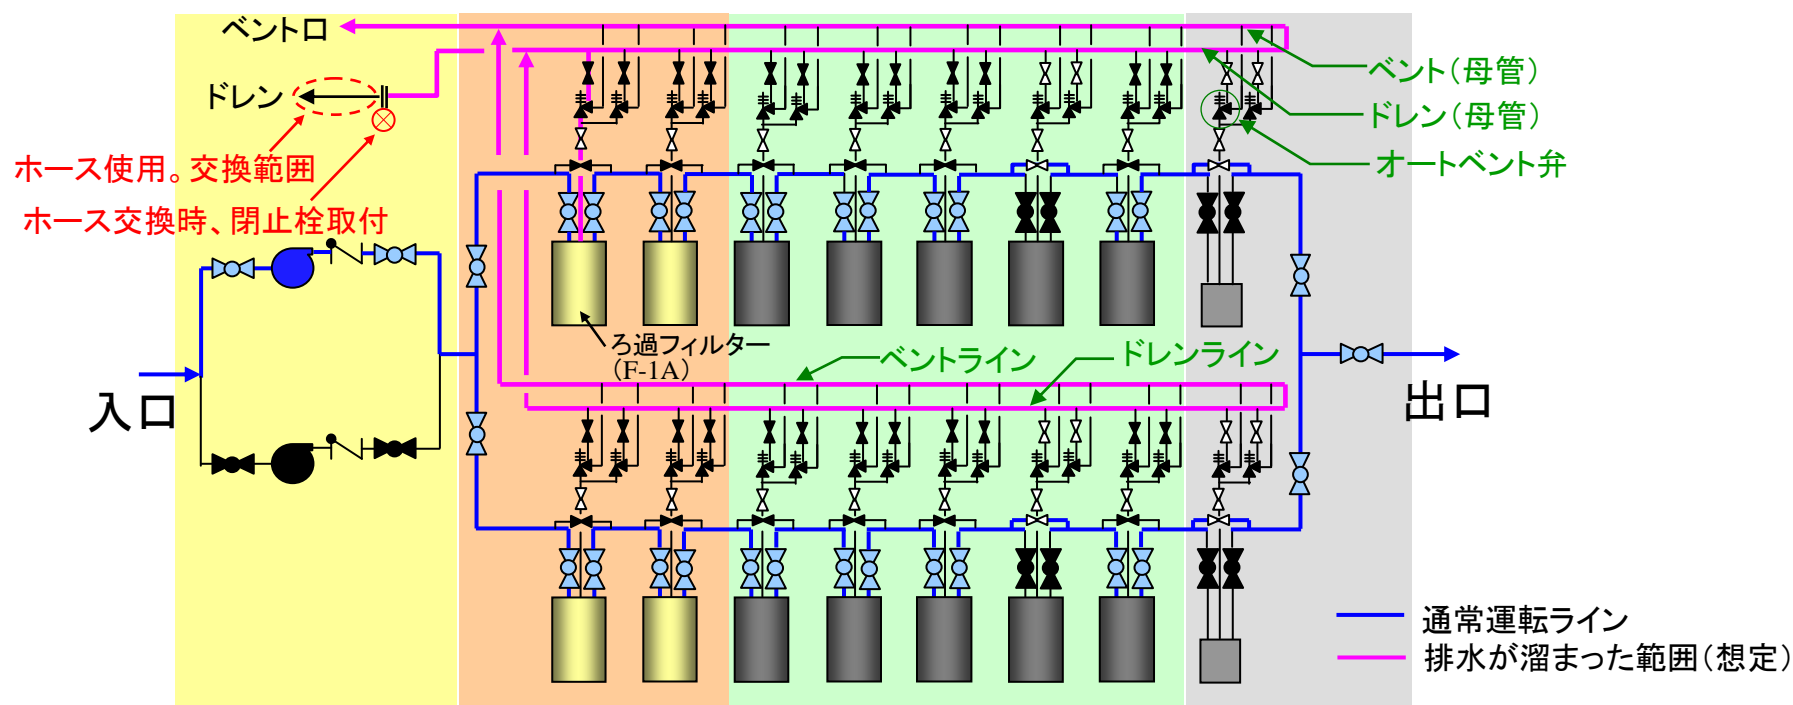 ベント口
ドレン
ホース使用。交換範囲
ホース交換時、閉止栓取付
ベント(母管)
ドレン(母管)
オートベント弁
ろ過フィルター
(F-1A)
ベントライン
ドレンライン
入口
出口
通常運転ライン
排水が溜まった範囲(想定)